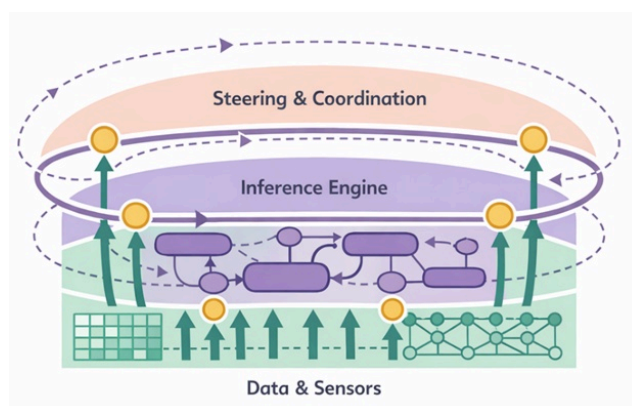 Steering & Coordination
Inference Engine
Data & Sensors